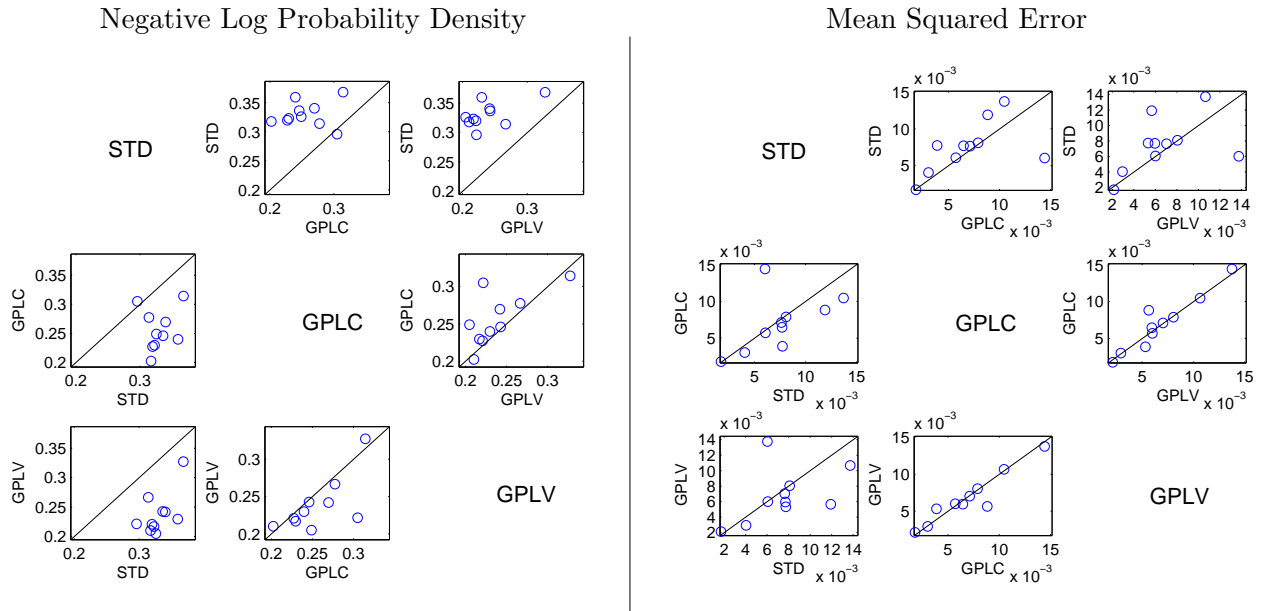 Negative Log Probability Density
Mean Squared Error
STD
STD
0.35
0.3
0.25
0.2
0.2 0.3
GPLC
STD
0.35
0.3
0.25
0.2
0.2 0.3
GPLV
STD
x 10⁻³
STD
15
10
5
5 10 15
GPLC x 10⁻³
x 10⁻³
STD
14
12
10
8
6
4
2
2 4 6 8 10 12 14
GPLV x 10⁻³
GPLC
0.35
0.3
0.25
0.2
0.2 0.3
STD
GPLC
GPLC
0.35
0.3
0.25
0.2
0.2 0.25 0.3
GPLV
x 10⁻³
GPLC
15
10
5
5 10 15
STD x 10⁻³
GPLC
x 10⁻³
GPLC
15
10
5
5 10 15
GPLV x 10⁻³
GPLV
0.35
0.3
0.25
0.2
0.2 0.3
STD
GPLV
0.35
0.3
0.25
0.2
0.2 0.25 0.3
GPLC
GPLV
x 10⁻³
GPLV
14
12
10
8
6
4
2
2 4 6 8 10 12 14
STD x 10⁻³
x 10⁻³
GPLV
15
10
5
5 10 15
GPLC x 10⁻³
GPLV